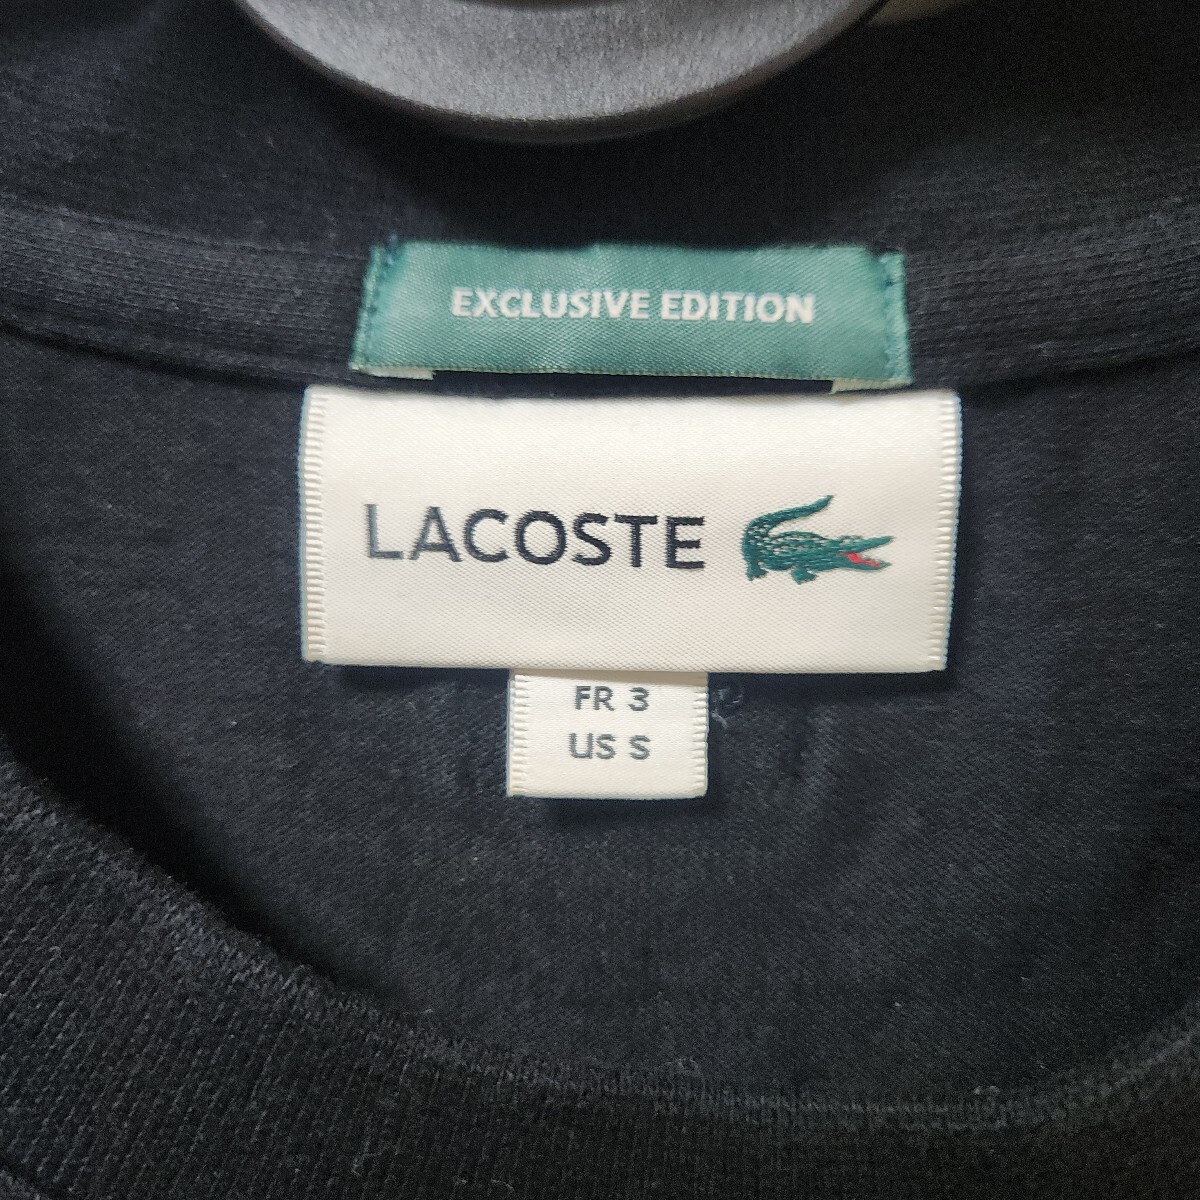 EXCLUSIVE EDITION
LACOSTE
FR 3
US S